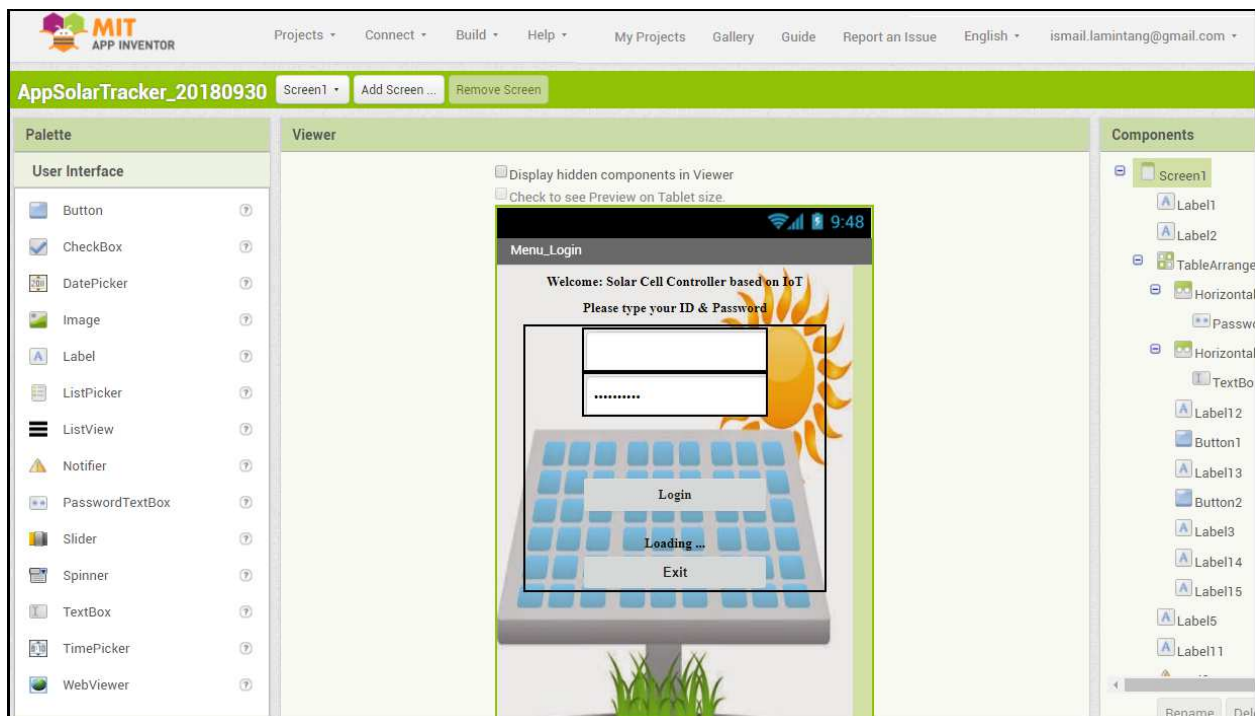 MIT
APP INVENTOR
Projects Connect Build Help My Projects Gallery Guide Report an Issue English ismail.lamintang@gmail.com
AppSolarTracker_20180930 Screen1 Add Screen ... Remove Screen
Palette
User Interface
Button
CheckBox
DatePicker
Image
Label
ListPicker
ListView
Notifier
PasswordTextBox
Slider
Spinner
TextBox
TimePicker
WebViewer
Viewer
Display hidden components in Viewer
Check to see Preview on Tablet size.
9:48
Menu_Login
Welcome: Solar Cell Controller based on IoT
Please type your ID & Password
Login
Loading ...
Exit
Components
Screen1
Label1
Label2
TableArrange
Horizontal
Passwo
Horizontal
TextBo
Label12
Button1
Label13
Button2
Label3
Label14
Label15
Label5
Label11
Rename Del